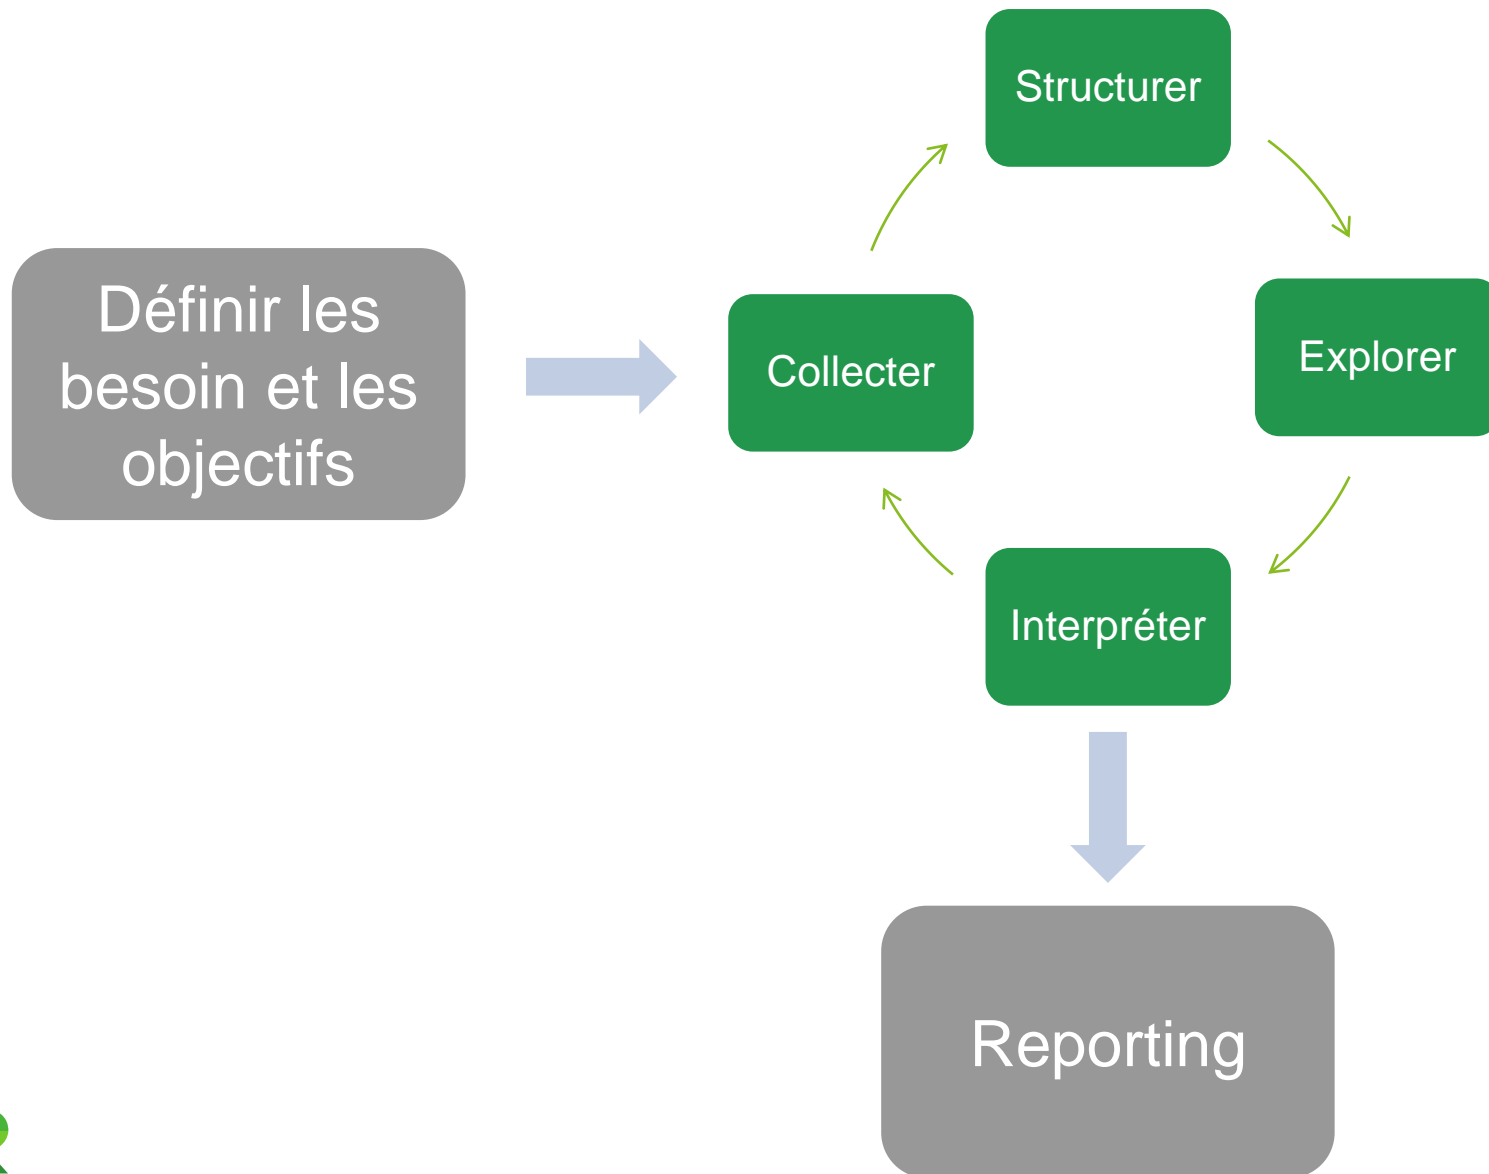 Structurer
Définir les
besoin et les
objectifs
Collecter
Explorer
Interpréter
Reporting